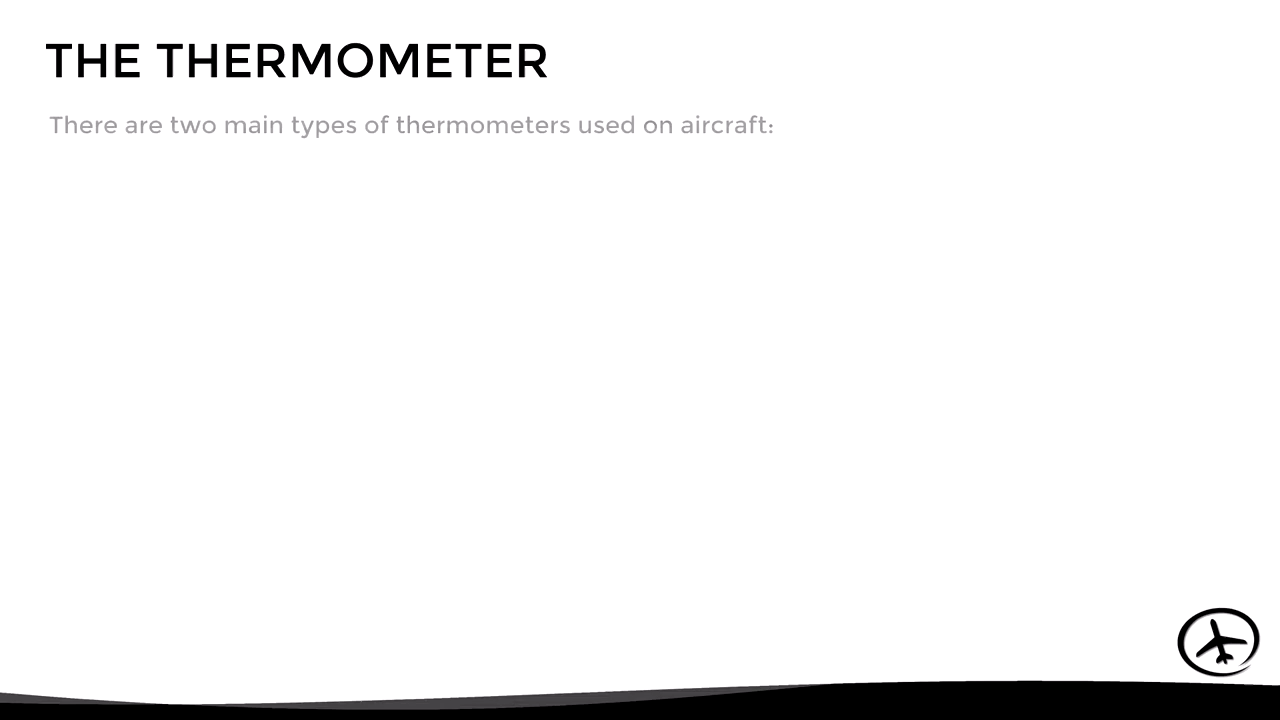 THE THERMOMETER
There are two main types of thermometers used on aircraft: